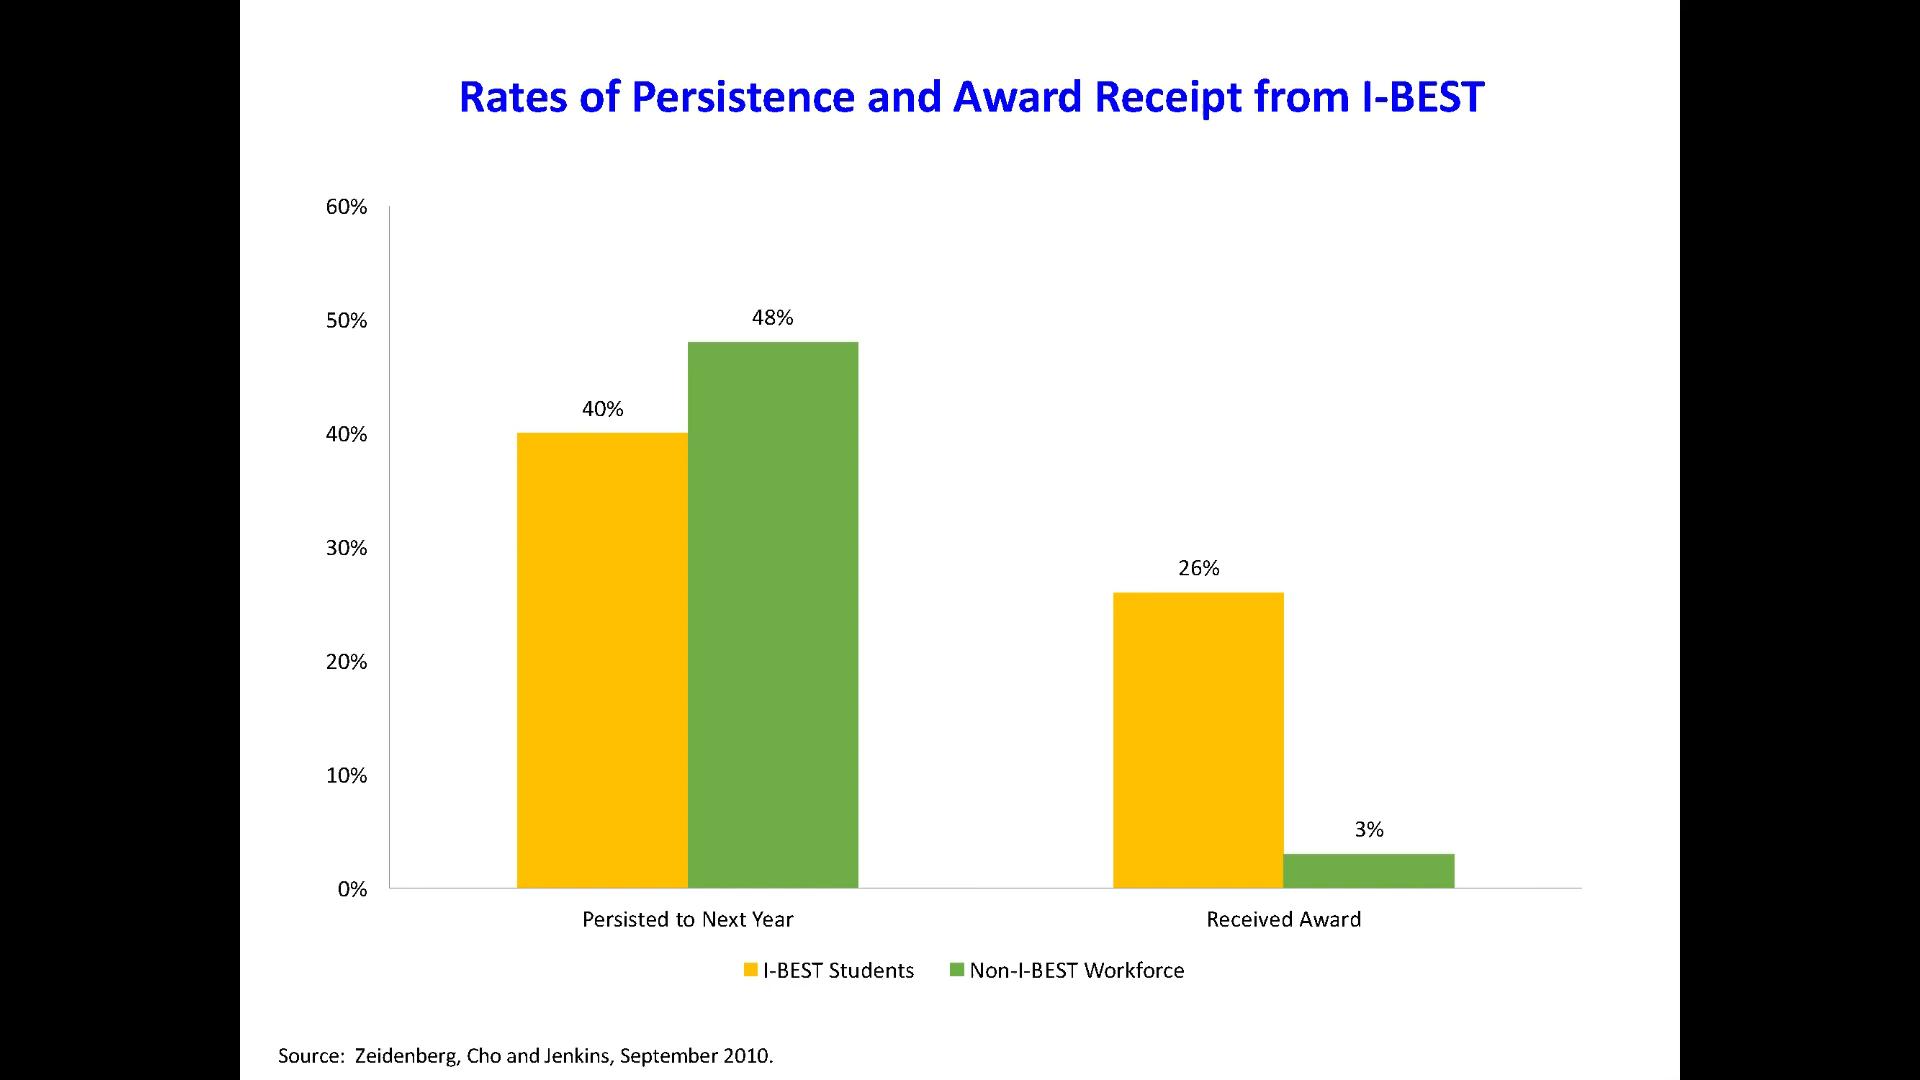 Rates of Persistence and Award Receipt from I-BEST
60%
50%
40%
30%
20%
10%
0%
40%
48%
26%
3%
Persisted to Next Year
Received Award
I-BEST Students
Non-I-BEST Workforce
Source: Zeidenberg, Cho and Jenkins, September 2010.